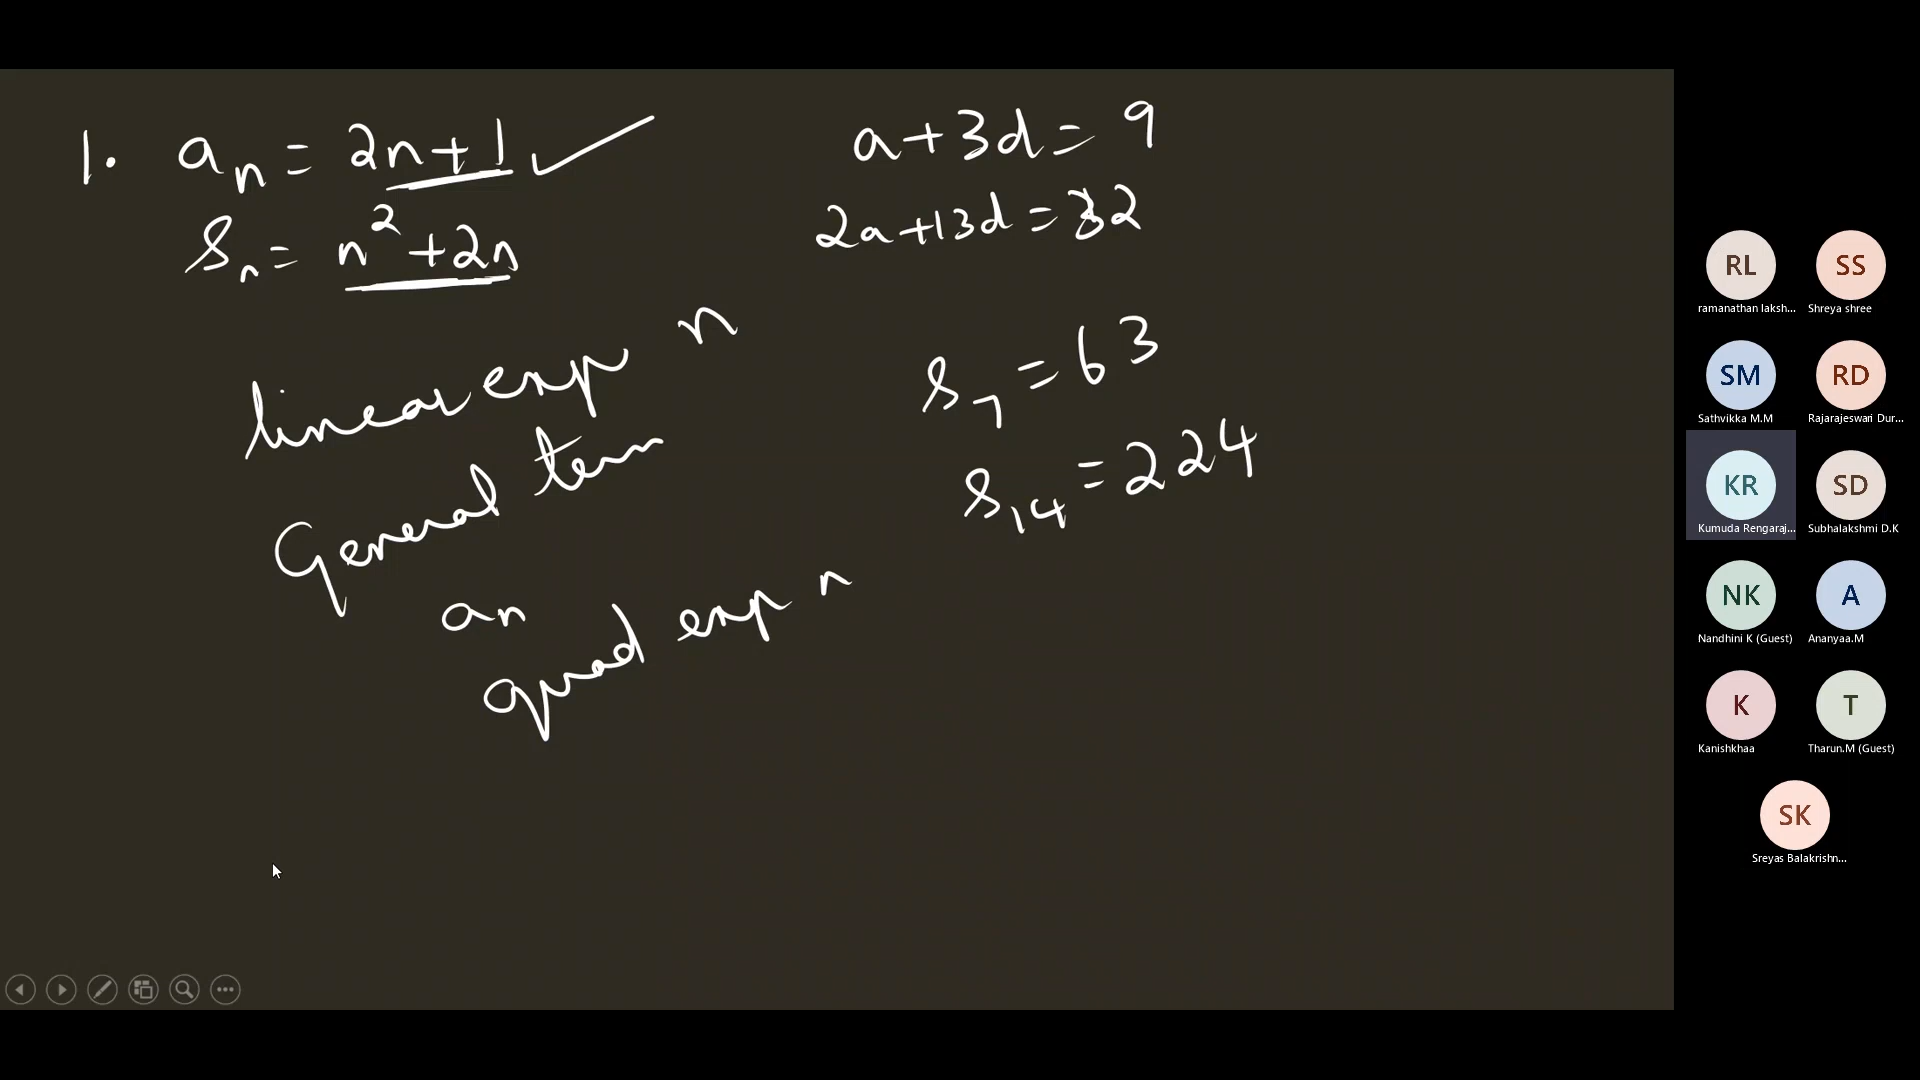 1. aₙ = 2n+1 ✓
Sₙ = n²+2n
linear exp n
General term
an
quad exp n
a+3d = 9
2a+13d = 32
S₇ = 63
S₁₄ = 224
RL
ramanathan laksh...
SS
Shreya shree
SM
Sathvikka M.M
RD
Rajarajeswari Dur...
KR
Kumuda Rengaraj...
SD
Subhalakshmi D.K
NK
Nandhini K (Guest)
A
Ananyaa.M
K
Kanishkhaa
T
Tharun.M (Guest)
SK
Sreyas Balakrishn...